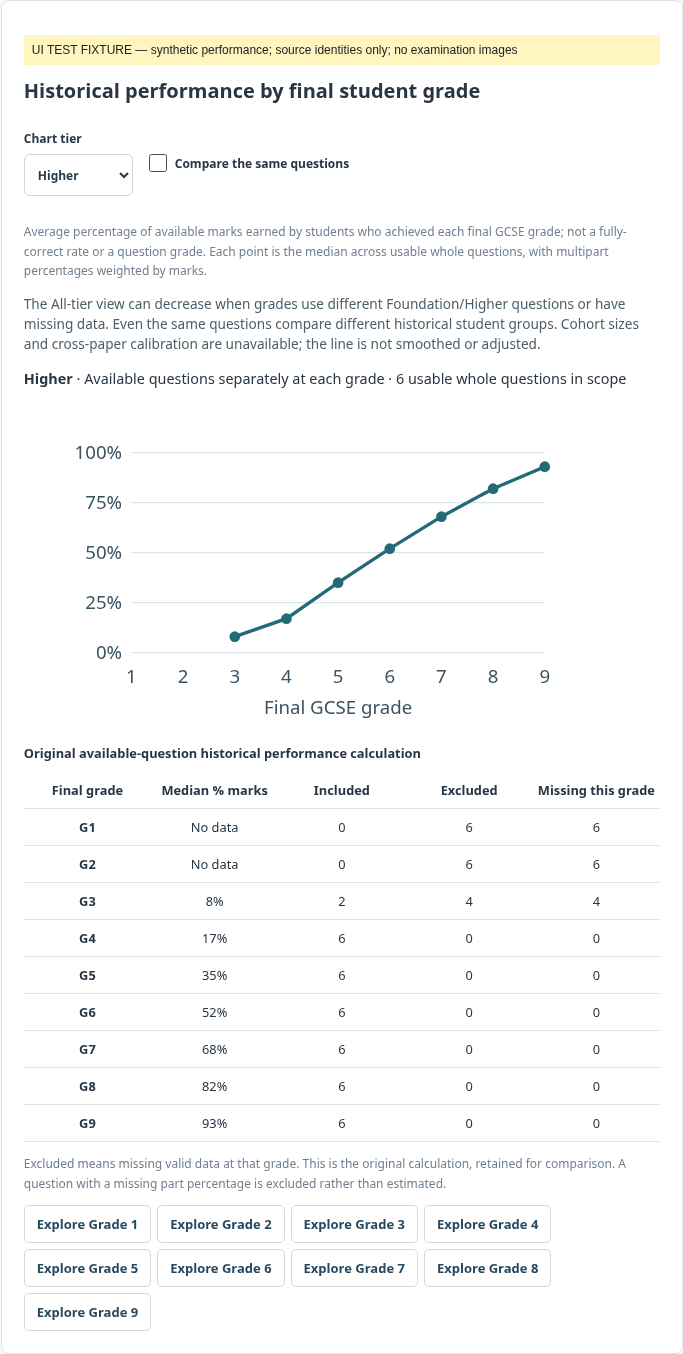 UI TEST FIXTURE — synthetic performance; source identities only; no examination images
Historical performance by final student grade
Chart tier
Higher
Compare the same questions
Average percentage of available marks earned by students who achieved each final GCSE grade; not a fully-
correct rate or a question grade. Each point is the median across usable whole questions, with multipart
percentages weighted by marks.
The All-tier view can decrease when grades use different Foundation/Higher questions or have
missing data. Even the same questions compare different historical student groups. Cohort sizes
and cross-paper calibration are unavailable; the line is not smoothed or adjusted.
Higher · Available questions separately at each grade · 6 usable whole questions in scope
100%
75%
50%
25%
0%
1 2 3 4 5 6 7 8 9
Final GCSE grade
Original available-question historical performance calculation
Final grade Median % marks Included Excluded Missing this grade
G1 No data 0 6 6
G2 No data 0 6 6
G3 8% 2 4 4
G4 17% 6 0 0
G5 35% 6 0 0
G6 52% 6 0 0
G7 68% 6 0 0
G8 82% 6 0 0
G9 93% 6 0 0
Excluded means missing valid data at that grade. This is the original calculation, retained for comparison. A
question with a missing part percentage is excluded rather than estimated.
Explore Grade 1 Explore Grade 2 Explore Grade 3 Explore Grade 4
Explore Grade 5 Explore Grade 6 Explore Grade 7 Explore Grade 8
Explore Grade 9